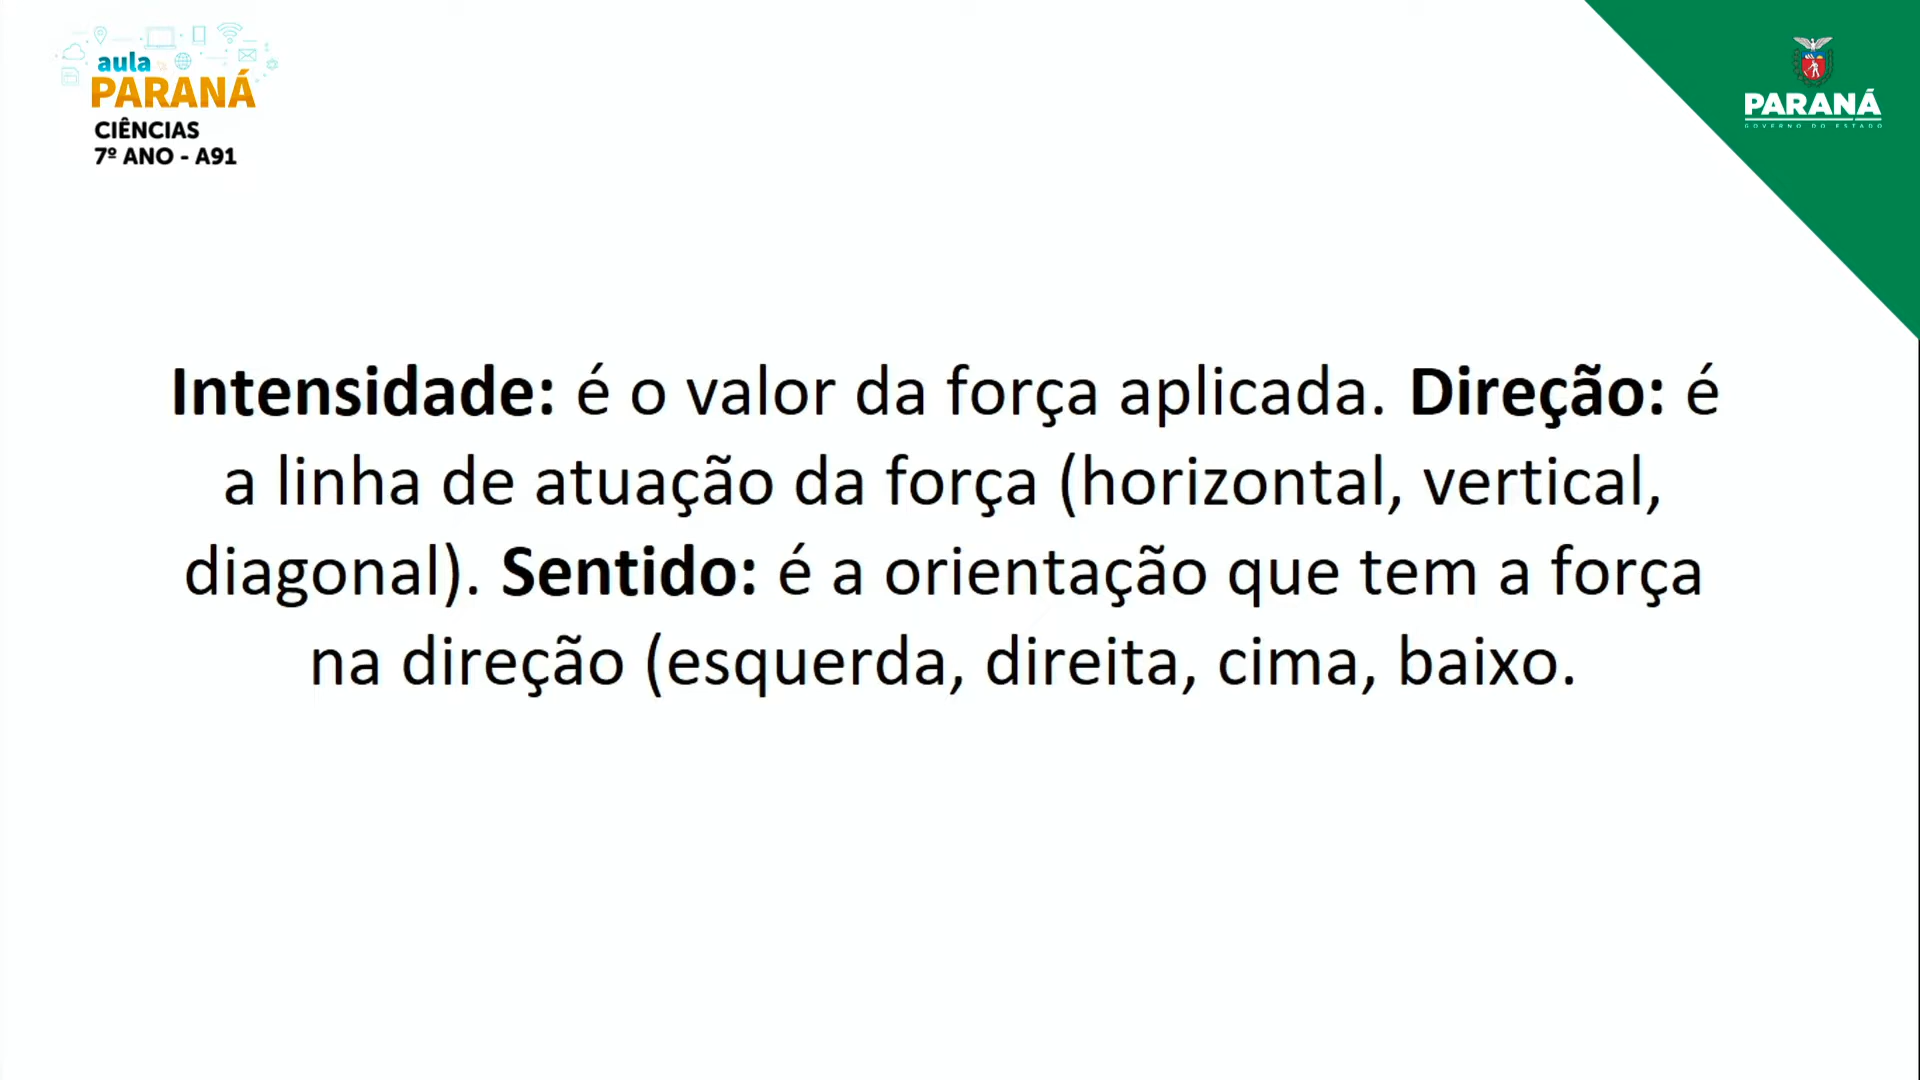 aula
PARANÁ
CIÊNCIAS
7º ANO - A91
PARANÁ
GOVERNO DO ESTADO
Intensidade: é o valor da força aplicada. Direção: é
a linha de atuação da força (horizontal, vertical,
diagonal). Sentido: é a orientação que tem a força
na direção (esquerda, direita, cima, baixo.